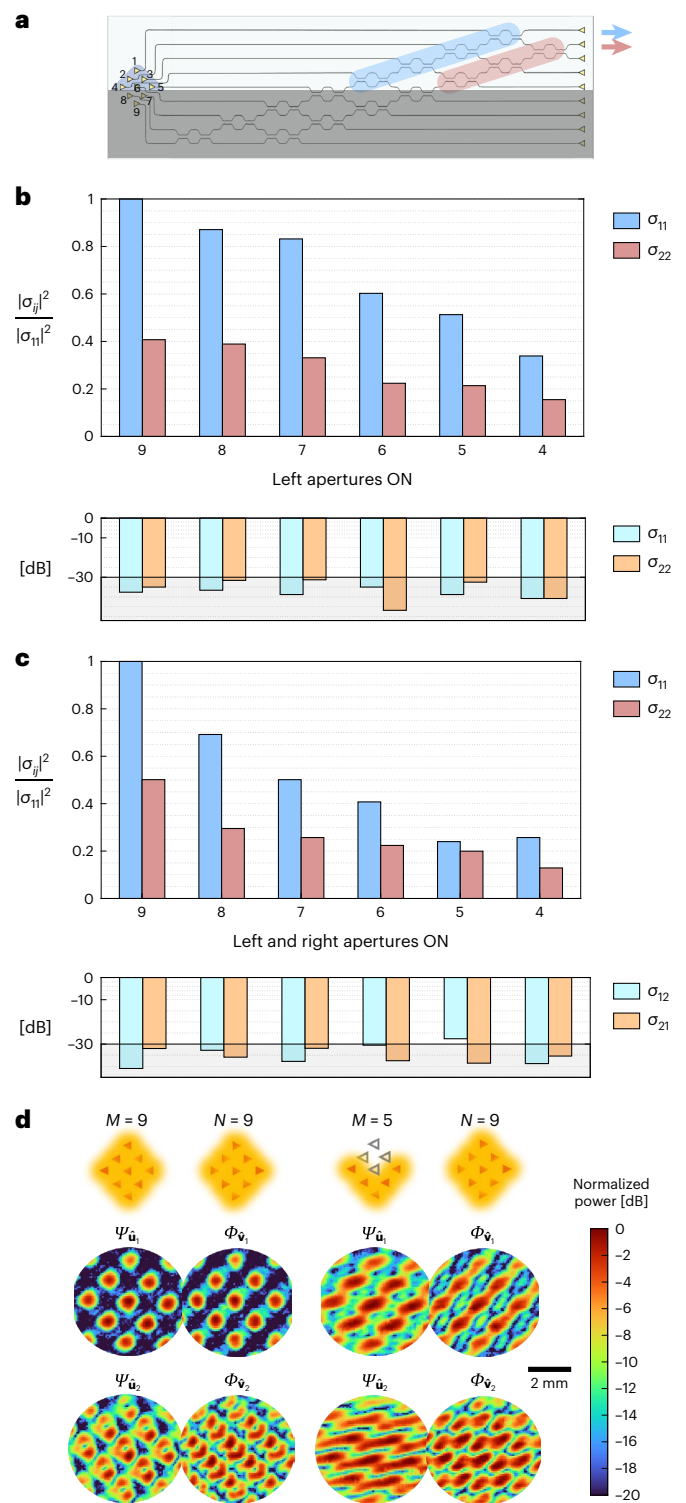 a
1
2 3
4 6 5
8 7
9
b
1
0.8
0.6
0.4
0.2
0
|σij|²
|σ11|²
σ11
σ22
9 8 7 6 5 4
Left apertures ON
0
–10
–30
[dB]
σ11
σ22
c
1
0.8
0.6
0.4
0.2
0
|σij|²
|σ11|²
σ11
σ22
9 8 7 6 5 4
Left and right apertures ON
0
–10
–30
[dB]
σ12
σ21
d
M = 9 N = 9 M = 5 N = 9
Normalized
power [dB]
Ψû1 Φv̂1 Ψû1 Φv̂1
0
–2
–4
–6
–8
–10
–12
–14
–16
–18
–20
2 mm
Ψû2 Φv̂2 Ψû2 Φv̂2